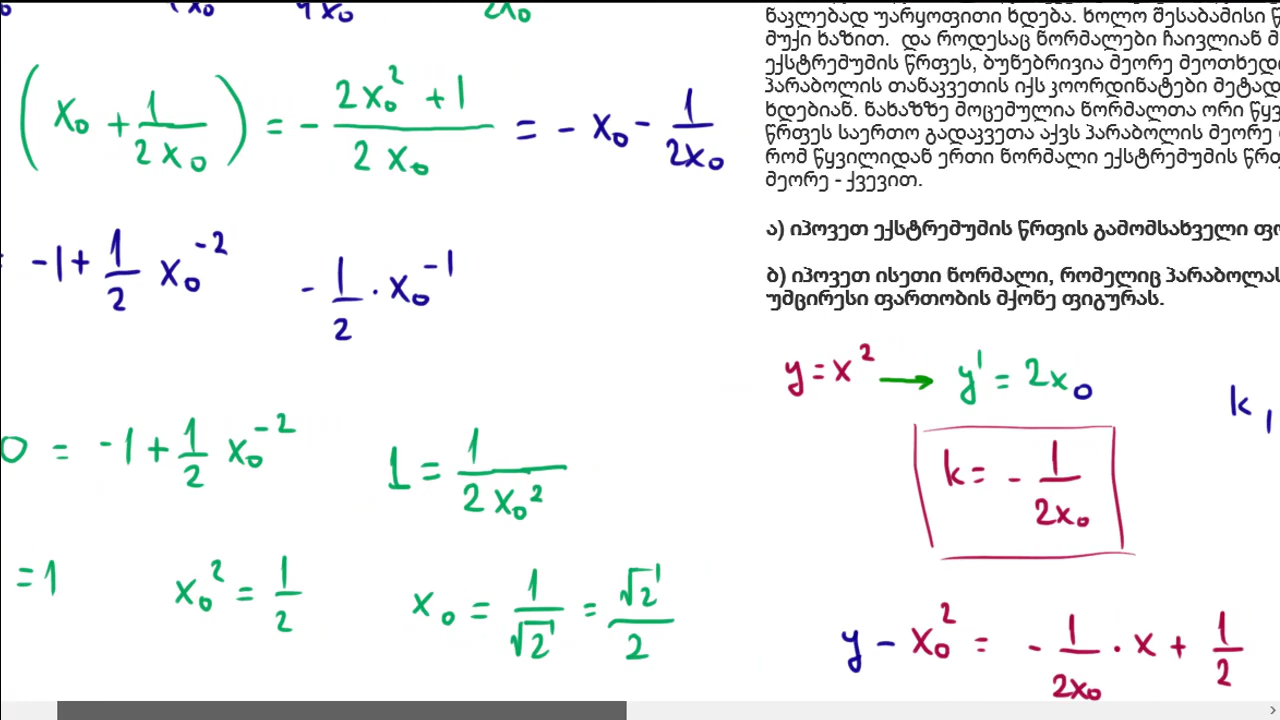 (x₀ + 1/(2x₀)) = - (2x₀² + 1)/(2x₀) = - x₀ - 1/(2x₀)
-1 + 1/2 x₀⁻² - 1/2 · x₀⁻¹
0 = -1 + 1/2 x₀⁻² 1 = 1/(2x₀²)
=1 x₀² = 1/2 x₀ = 1/√2 = √2/2
ნაკლებად უარყოფითი ხდება. ხოლო შესაბამისი
მუქი ხაზით. და როდესაც ნორმალები ჩაივლიან
ექსტრემუმის წრფეს, ბუნებრივია მეორე
პარაბოლის თანაკვეთის იქს კოორდინატები
ხდებიან. ნახაზზე მოცემულია ნორმალთა ორი
წრფეს საერთო გადაკვეთა აქვს პარაბოლის მეორე
რომ წყვილიდან ერთი ნორმალი ექსტრემუმის
მეორე - ქვევით.
ა) იპოვეთ ექსტრემუმის წრფის გამომსახველი
ბ) იპოვეთ ისეთი ნორმალი, რომელიც
უმცირესი ფართობის მქონე ფიგურას.
y = x² → y' = 2x₀
k₁
k = - 1/(2x₀)
y - x₀² = - 1/(2x₀) · x + 1/2